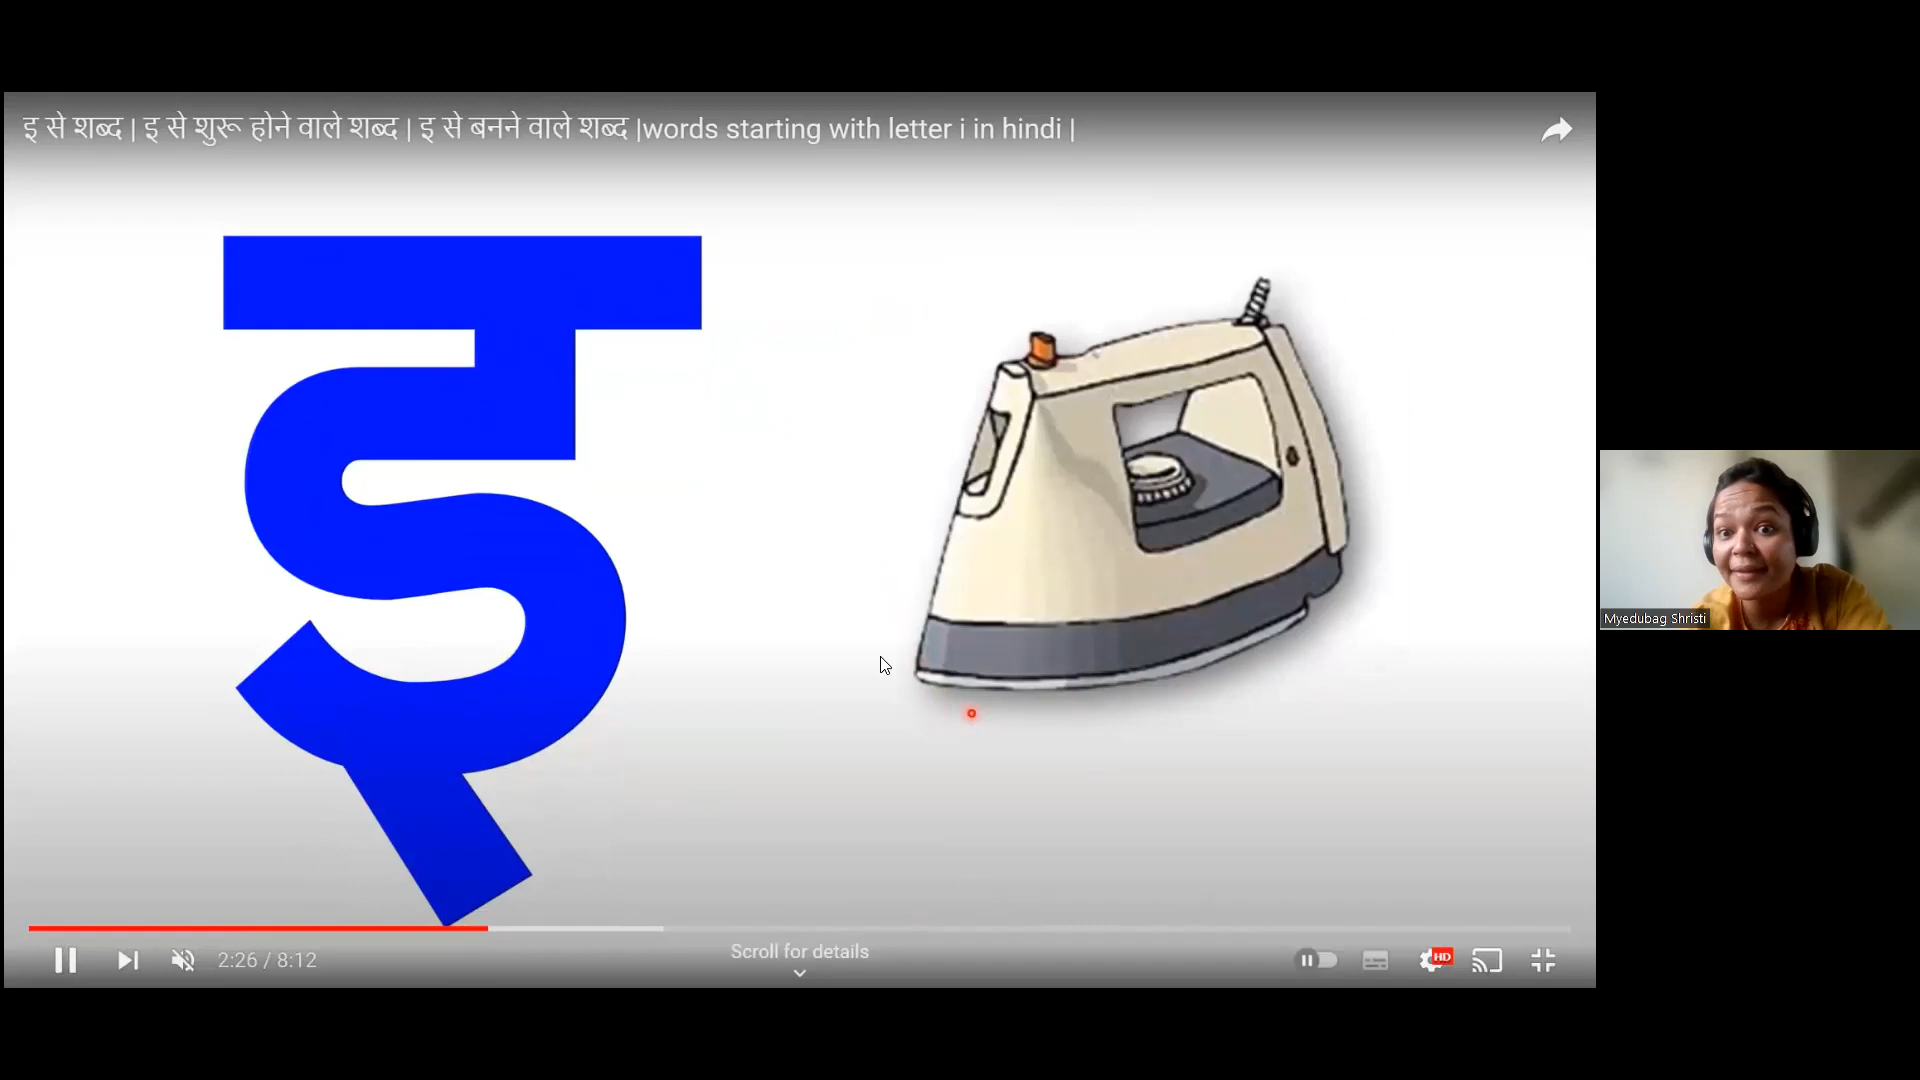 इ से शब्द | इ से शुरू होने वाले शब्द | इ से बनने वाले शब्द |words starting with letter i in hindi |
इ
Myedubag Shristi
2:26 / 8:12
Scroll for details
HD